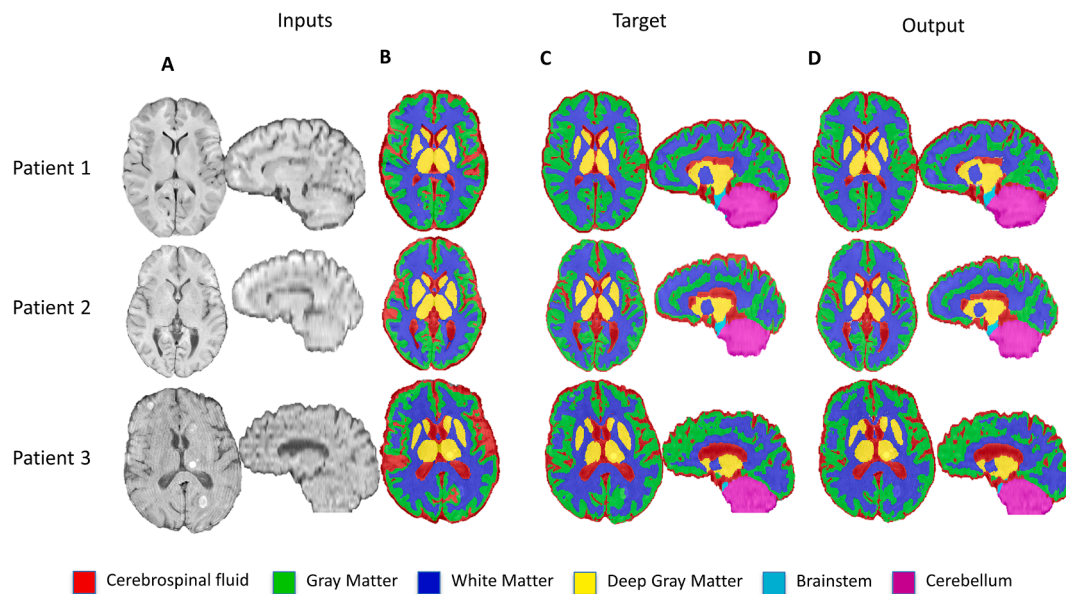 Inputs Target Output
A B C D
Patient 1
Patient 2
Patient 3
Cerebrospinal fluid Gray Matter White Matter Deep Gray Matter Brainstem Cerebellum